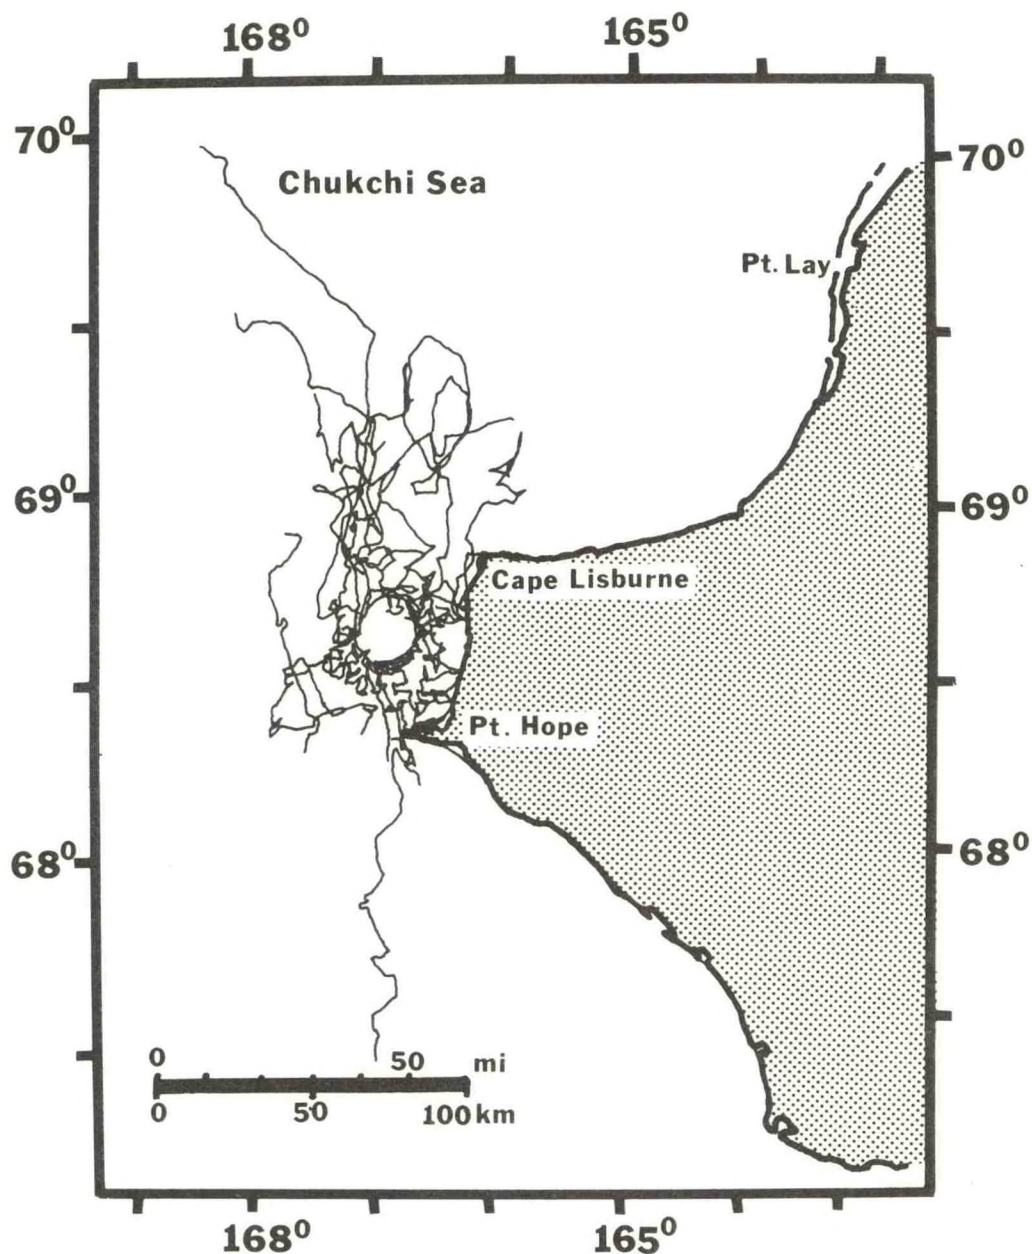 168⁰ 165⁰
70⁰ 70⁰
Chukchi Sea
Pt. Lay
69⁰ 69⁰
Cape Lisburne
Pt. Hope
68⁰ 68⁰
0 50 mi
0 50 100 km
168⁰ 165⁰